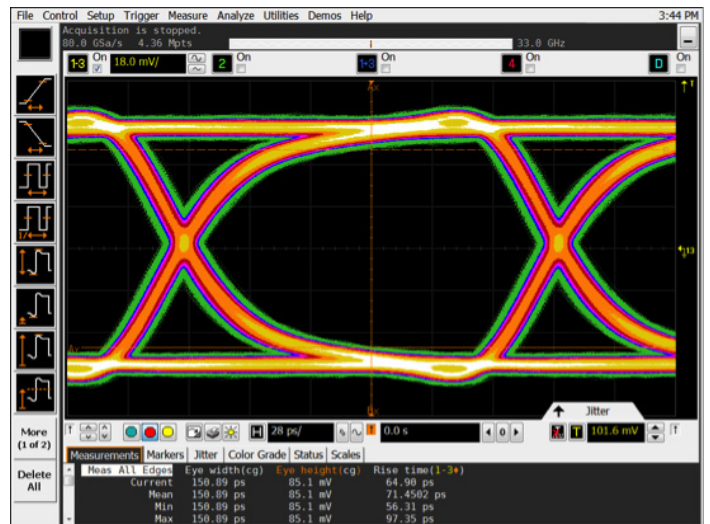 File Control Setup Trigger Measure Analyze Utilities Demos Help 3:44 PM
Acquisition is stopped.
80.0 GSa/s 4.36 Mpts 33.0 GHz
1-3 On 18.0 mV/ 2 On 1-3 On 4 On D On
Ax
T
13
Ay
Bx
Jitter
More
(1 of 2)
H 28 ps/ 0.0 s 0 T 101.6 mV
Delete
All
Measurements Markers Jitter Color Grade Status Scales
Meas All Edges Eye width(cg) Eye height(cg) Rise time(1-3♦)
Current 150.89 ps 85.1 mV 64.90 ps
Mean 150.89 ps 85.1 mV 71.4502 ps
Min 150.89 ps 85.1 mV 56.31 ps
Max 150.89 ps 85.1 mV 97.35 ps